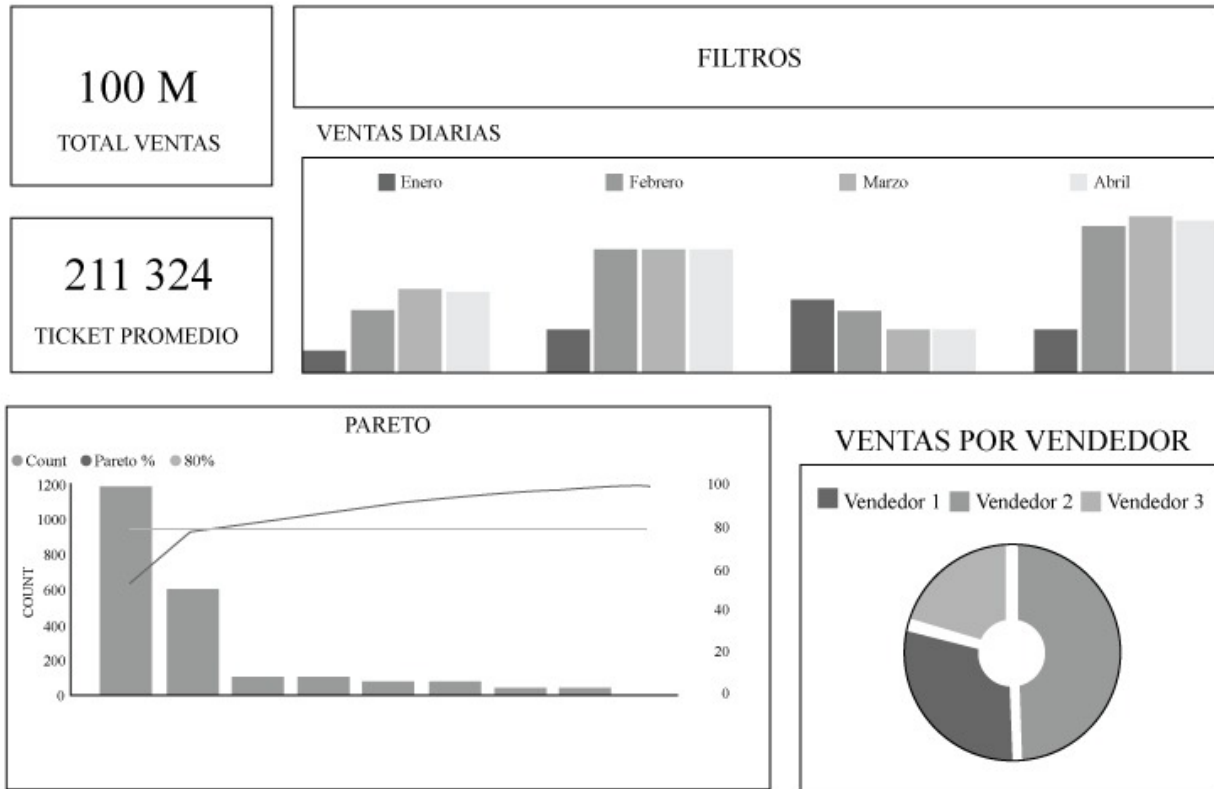 100 M
TOTAL VENTAS
FILTROS
VENTAS DIARIAS
Enero Febrero Marzo Abril
211 324
TICKET PROMEDIO
PARETO
Count Pareto % 80%
COUNT
1200
1000
800
600
400
200
0
100
80
60
40
20
0
VENTAS POR VENDEDOR
Vendedor 1 Vendedor 2 Vendedor 3